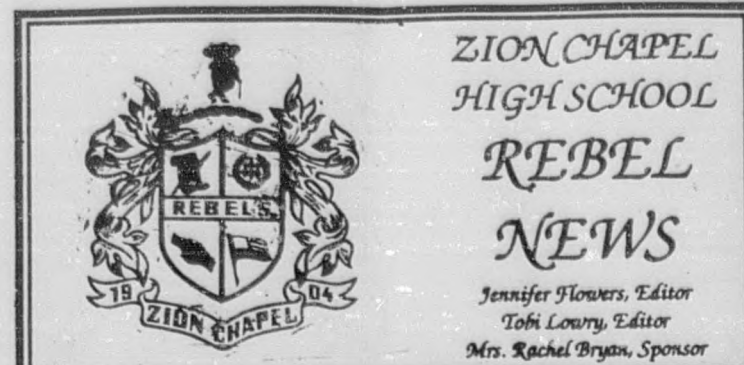 REBELS
19 04
ZION CHAPEL
ZION CHAPEL
HIGH SCHOOL
REBEL
NEWS
Jennifer Flowers, Editor
Tobi Lowry, Editor
Mrs. Rachel Bryan, Sponsor